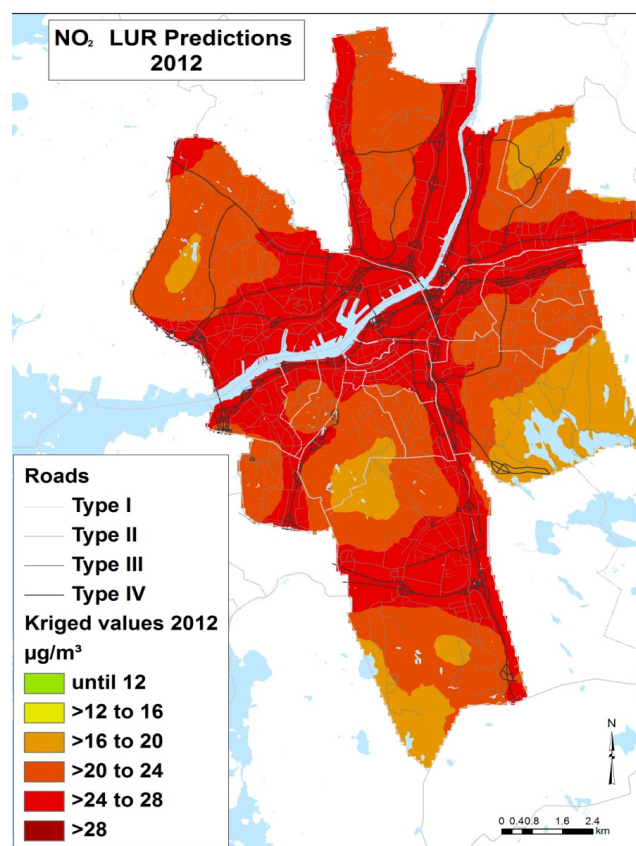 NO₂ LUR Predictions
2012
Roads
Type I
Type II
Type III
Type IV
Kriged values 2012
µg/m³
until 12
>12 to 16
>16 to 20
>20 to 24
>24 to 28
>28
N
0 0.40.8 1.6 2.4
km